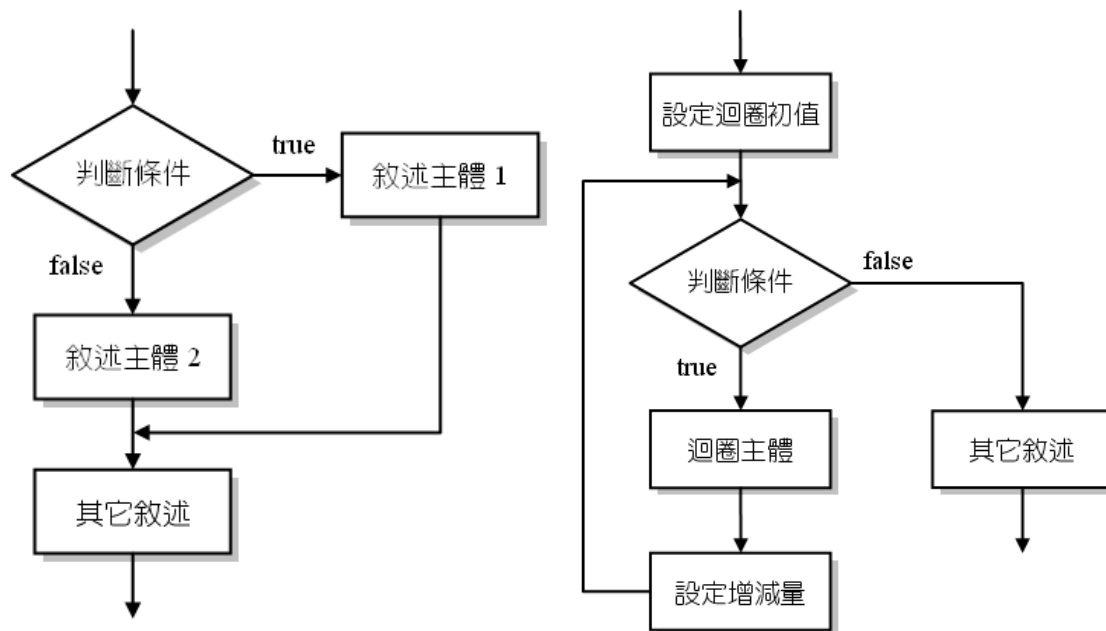 判斷條件
true
敘述主體 1
false
敘述主體 2
其它敘述
設定迴圈初值
判斷條件
false
true
迴圈主體
其它敘述
設定增減量